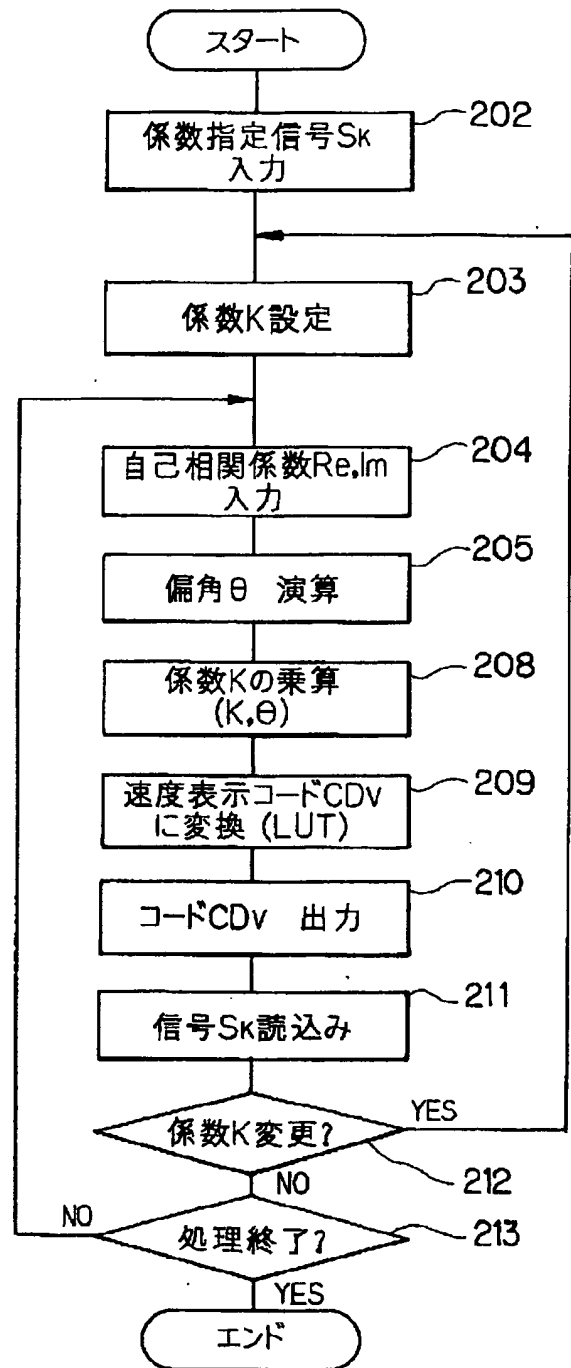 スタート
202
係数指定信号Sk
入力
203
係数K設定
204
自己相関係数Re,Im
入力
205
偏角θ 演算
208
係数Kの乗算
(K,θ)
209
速度表示コードCDv
に変換 (LUT)
210
コードCDv 出力
211
信号Sk読込み
係数K変更?
YES
212
NO
処理終了?
NO
213
YES
エンド